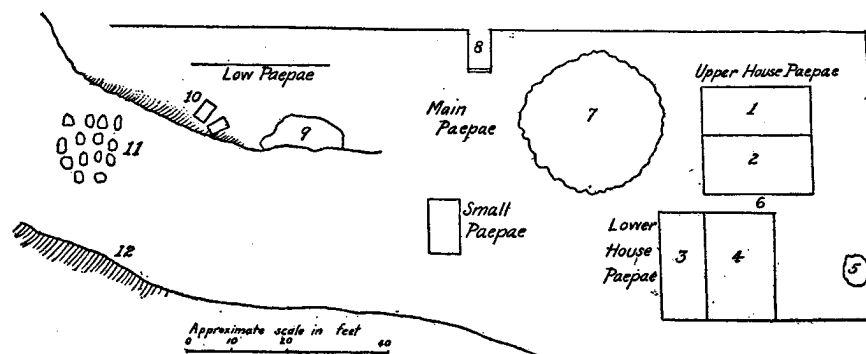 8
Low Paepae
Upper House Paepae
10
1
Main
Paepae
7
9
11
2
6
Small
Paepae
Lower
House
Paepae
3
4
5
12
Approximate scale in feet
0 10 20 40